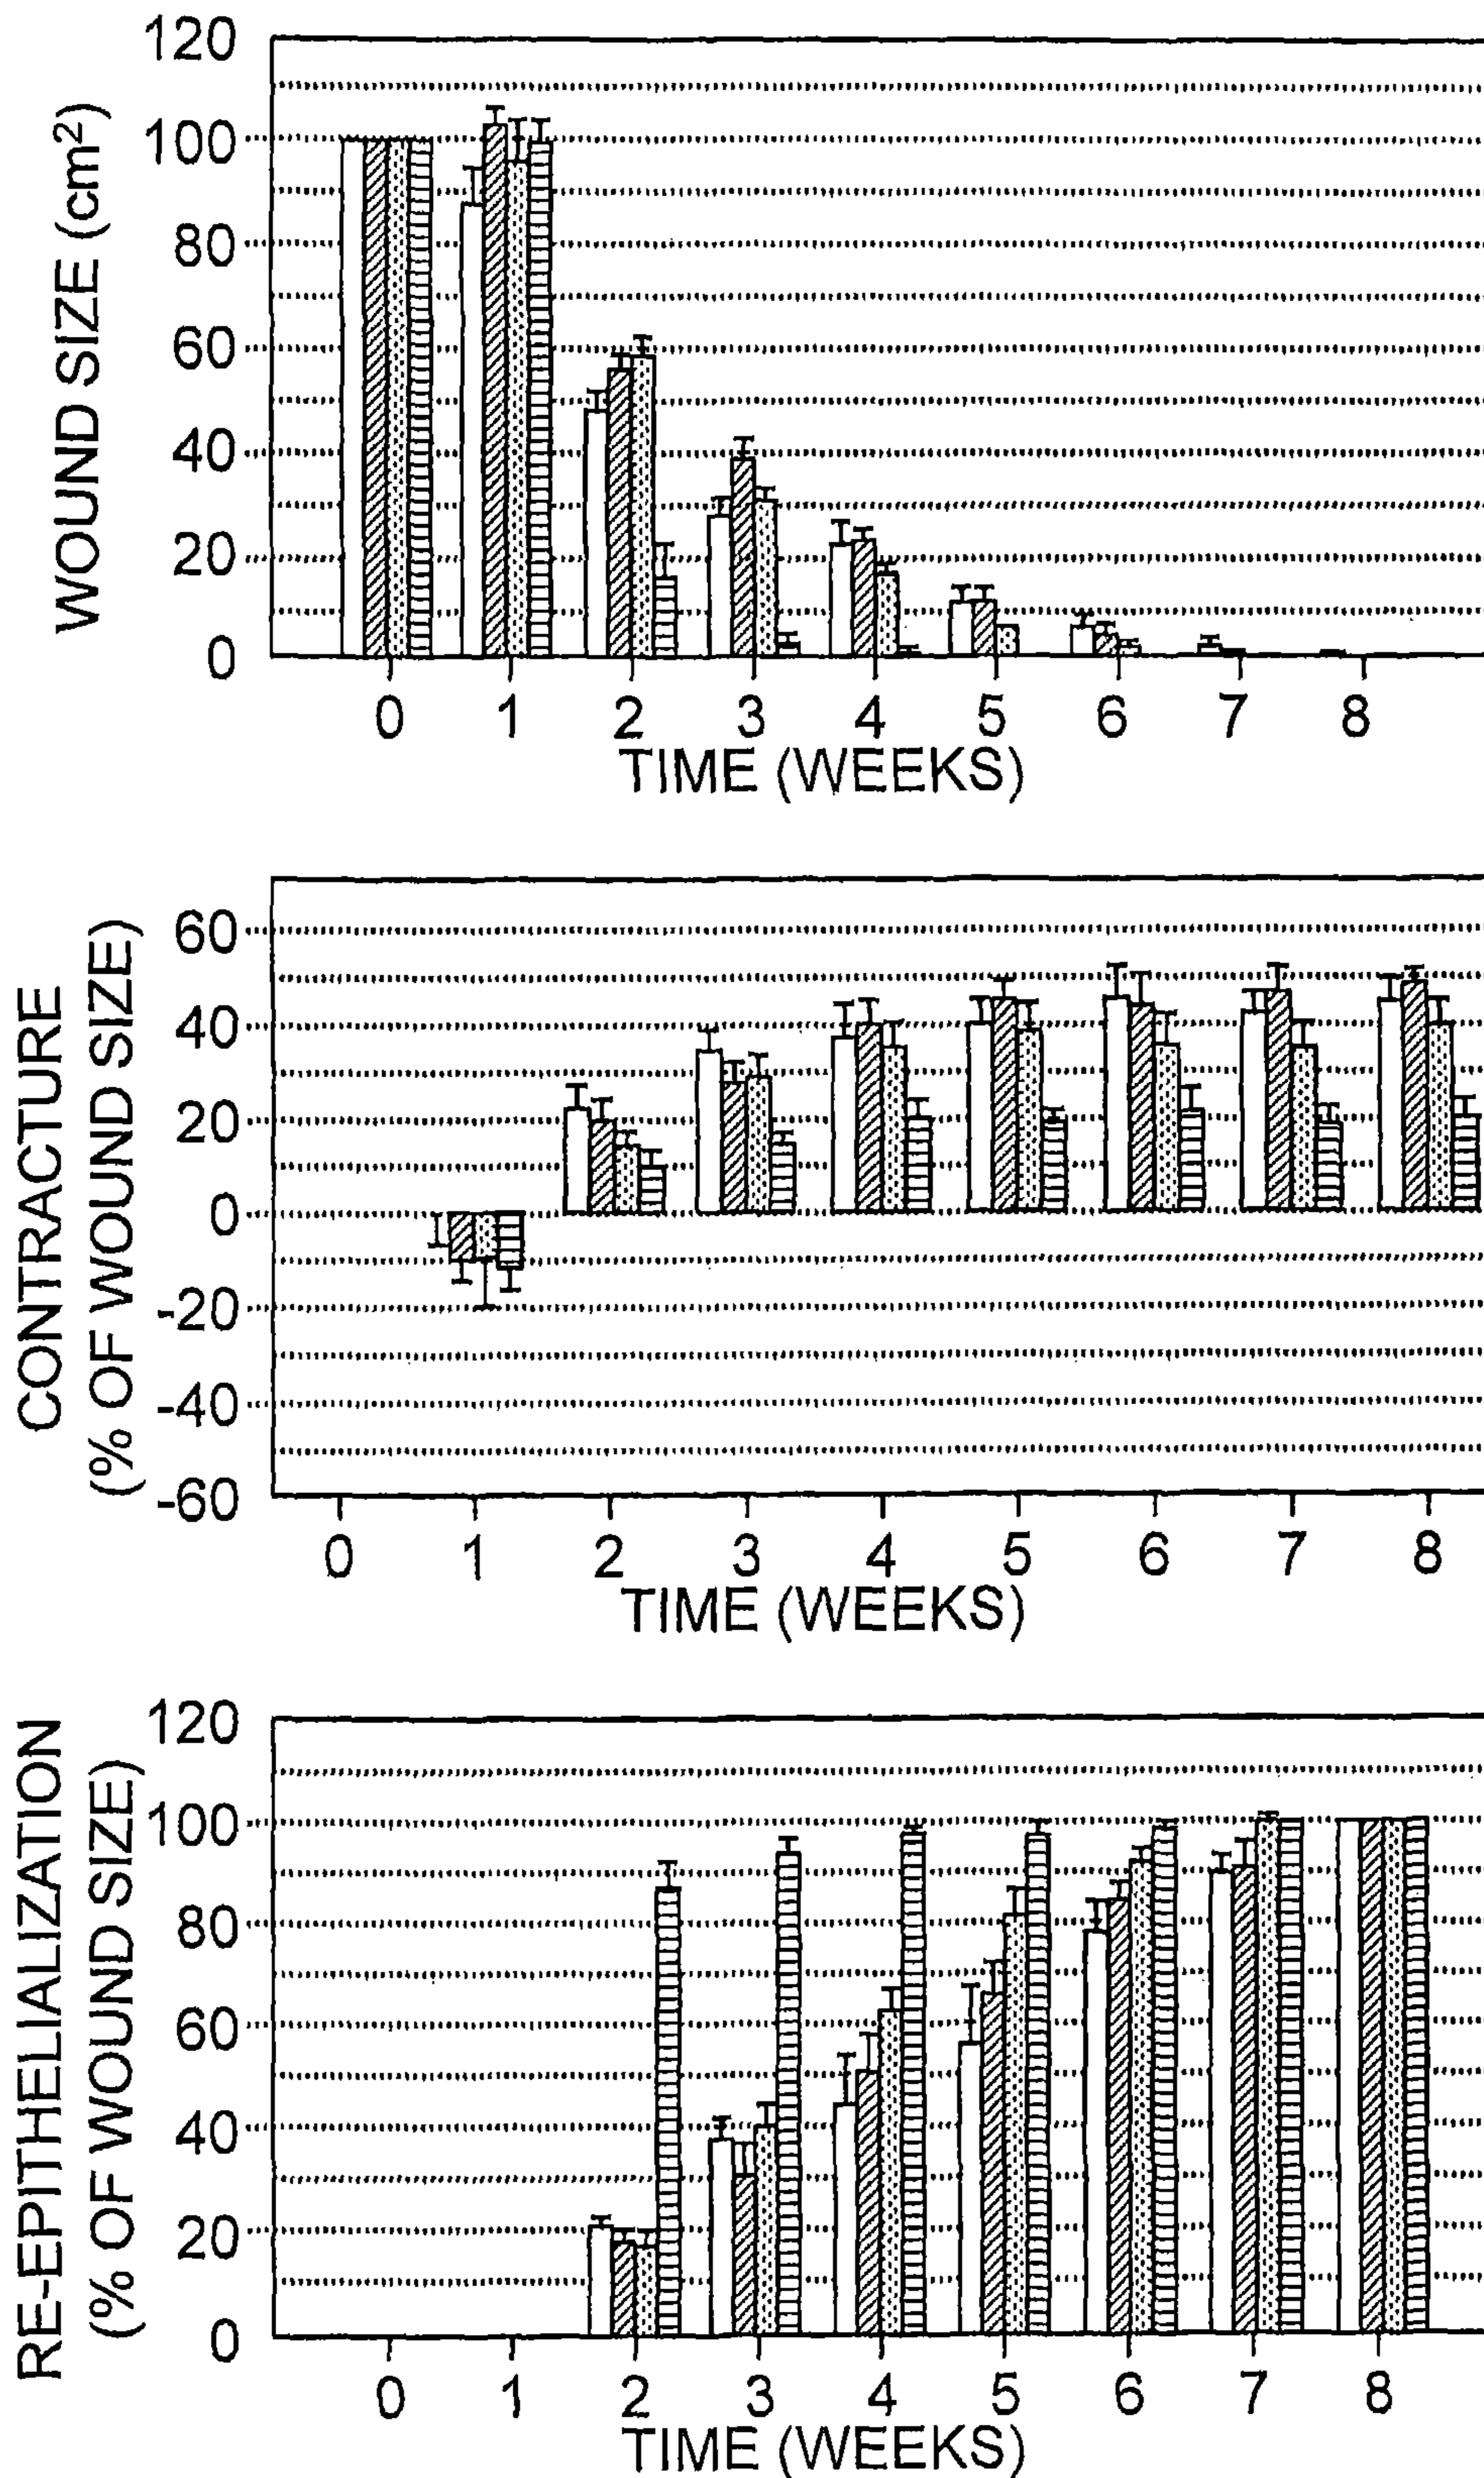 WOUND SIZE (cm²)
120
100
80
60
40
20
0
0 1 2 3 4 5 6 7 8
TIME (WEEKS)
CONTRACTURE
(% OF WOUND SIZE)
60
40
20
0
-20
-40
-60
0 1 2 3 4 5 6 7 8
TIME (WEEKS)
RE-EPITHELIALIZATION
(% OF WOUND SIZE)
120
100
80
60
40
20
0
0 1 2 3 4 5 6 7 8
TIME (WEEKS)